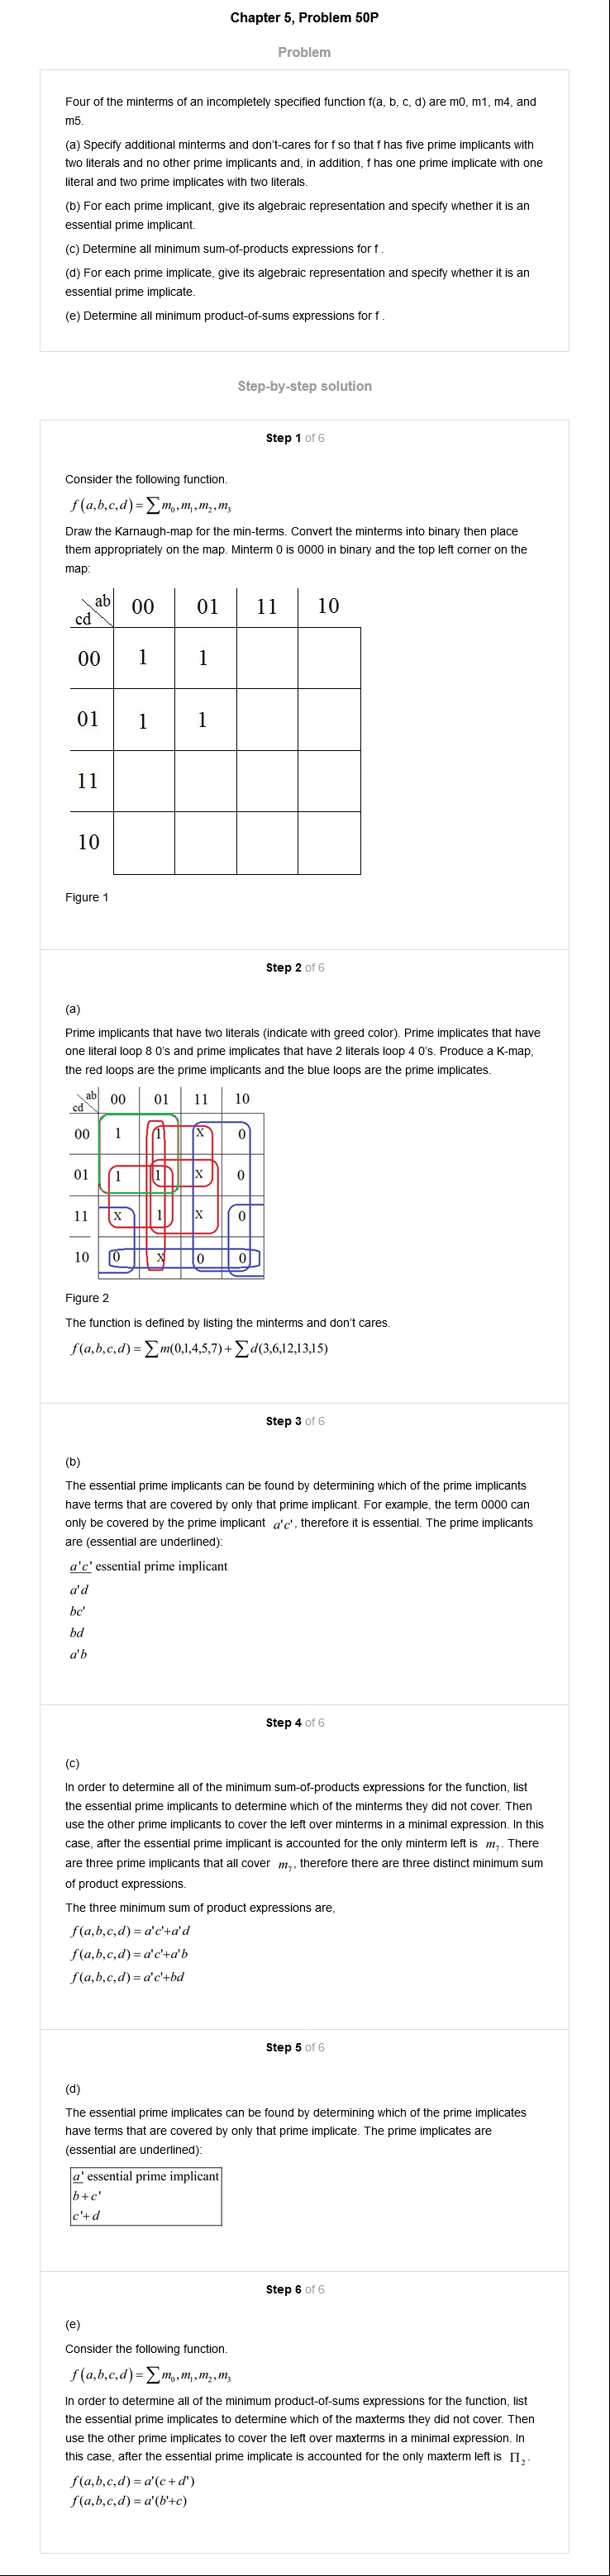 Chapter 5, Problem 50P
Problem
Four of the minterms of an incompletely specified function f(a, b, c, d) are m0, m1, m4, and
m5.
(a) Specify additional minterms and don't-cares for f so that f has five prime implicants with
two literals and no other prime implicants and, in addition, f has one prime implicate with one
literal and two prime implicates with two literals.
(b) For each prime implicant, give its algebraic representation and specify whether it is an
essential prime implicant.
(c) Determine all minimum sum-of-products expressions for f .
(d) For each prime implicate, give its algebraic representation and specify whether it is an
essential prime implicate.
(e) Determine all minimum product-of-sums expressions for f .
Step-by-step solution
Step 1 of 6
Consider the following function.
f(a,b,c,d)=∑m₀,m₁,m₂,m₃
Draw the Karnaugh-map for the min-terms. Convert the minterms into binary then place
them appropriately on the map. Minterm 0 is 0000 in binary and the top left corner on the
map:
ab
cd
00 01 11 10
00 1 1
01 1 1
11
10
Figure 1
Step 2 of 6
(a)
Prime implicants that have two literals (indicate with greed color). Prime implicates that have
one literal loop 8 0's and prime implicates that have 2 literals loop 4 0's. Produce a K-map,
the red loops are the prime implicants and the blue loops are the prime implicates.
ab
cd
00 01 11 10
00 1 1 X 0
01 1 1 X 0
11 X 1 X 0
10 0 X 0 0
Figure 2
The function is defined by listing the minterms and don't cares.
f(a,b,c,d)=∑m(0,1,4,5,7)+∑d(3,6,12,13,15)
Step 3 of 6
(b)
The essential prime implicants can be found by determining which of the prime implicants
have terms that are covered by only that prime implicant. For example, the term 0000 can
only be covered by the prime implicant a'c', therefore it is essential. The prime implicants
are (essential are underlined):
a'c' essential prime implicant
a'd
bc'
bd
a'b
Step 4 of 6
(c)
In order to determine all of the minimum sum-of-products expressions for the function, list
the essential prime implicants to determine which of the minterms they did not cover. Then
use the other prime implicants to cover the left over minterms in a minimal expression. In this
case, after the essential prime implicant is accounted for the only minterm left is m₇. There
are three prime implicants that all cover m₇, therefore there are three distinct minimum sum
of product expressions.
The three minimum sum of product expressions are,
f(a,b,c,d)=a'c'+a'd
f(a,b,c,d)=a'c'+a'b
f(a,b,c,d)=a'c'+bd
Step 5 of 6
(d)
The essential prime implicates can be found by determining which of the prime implicates
have terms that are covered by only that prime implicate. The prime implicates are
(essential are underlined):
a' essential prime implicant
b+c'
c'+d
Step 6 of 6
(e)
Consider the following function.
f(a,b,c,d)=∑m₀,m₁,m₂,m₃
In order to determine all of the minimum product-of-sums expressions for the function, list
the essential prime implicates to determine which of the maxterms they did not cover. Then
use the other prime implicates to cover the left over maxterms in a minimal expression. In
this case, after the essential prime implicate is accounted for the only maxterm left is Π₂.
f(a,b,c,d)=a'(c+d')
f(a,b,c,d)=a'(b'+c)